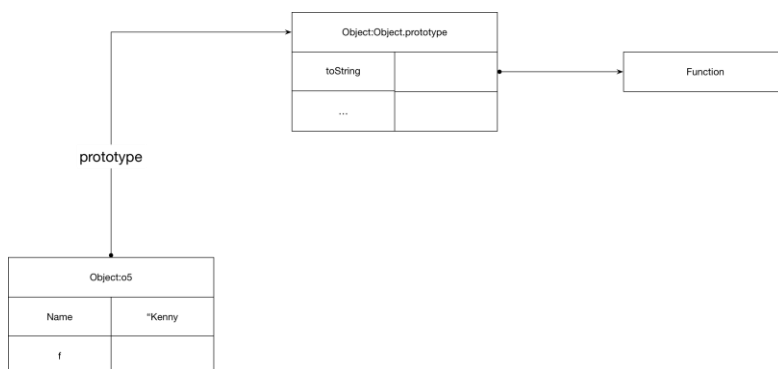 Object:Object.prototype
toString
Function
...
prototype
Object:o5
Name
“Kenny
f